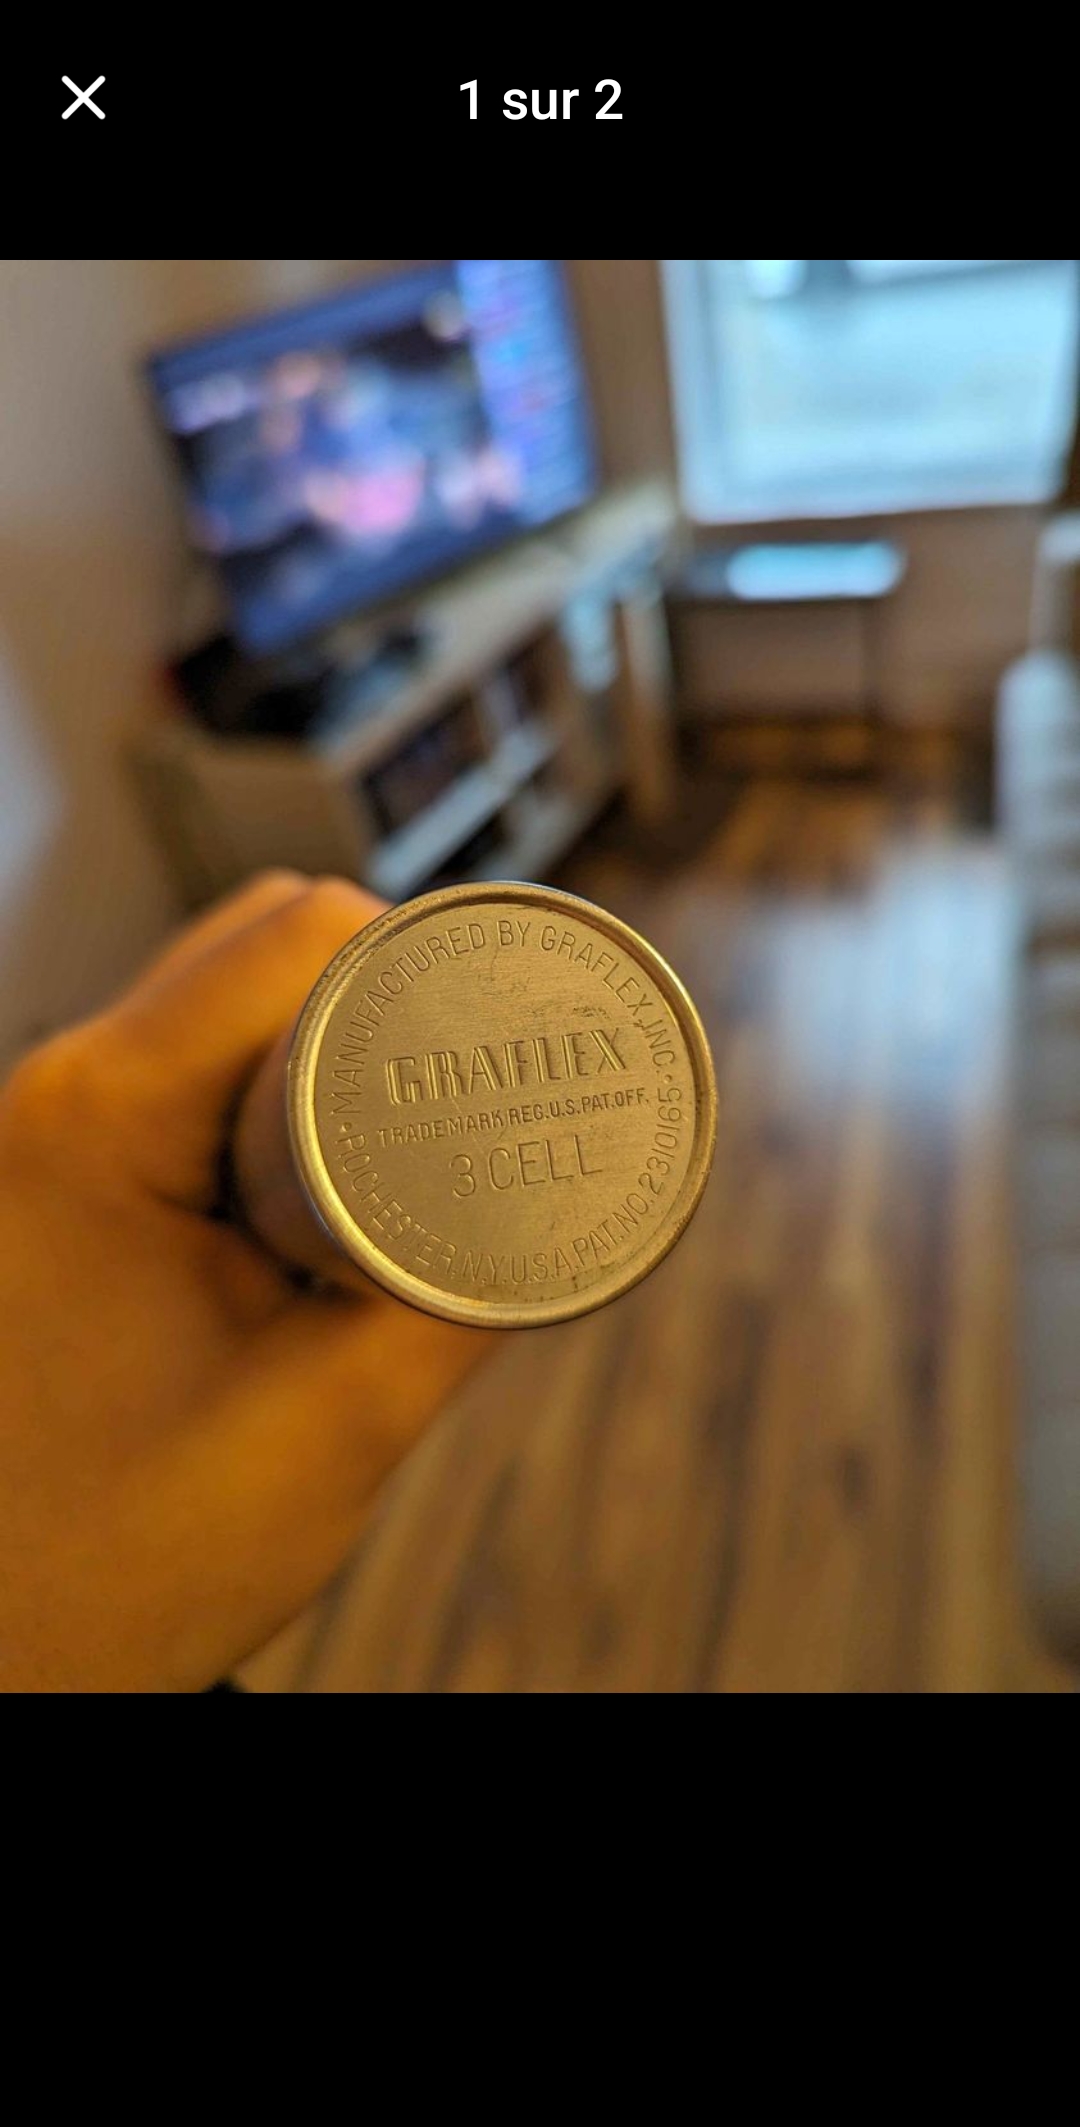 1 sur 2
• MANUFACTURED BY GRAFLEX, INC. •
GRAFLEX
TRADEMARK REG. U.S. PAT. OFF.
3 CELL
ROCHESTER, N.Y. U.S.A. PAT. NO. 2310165